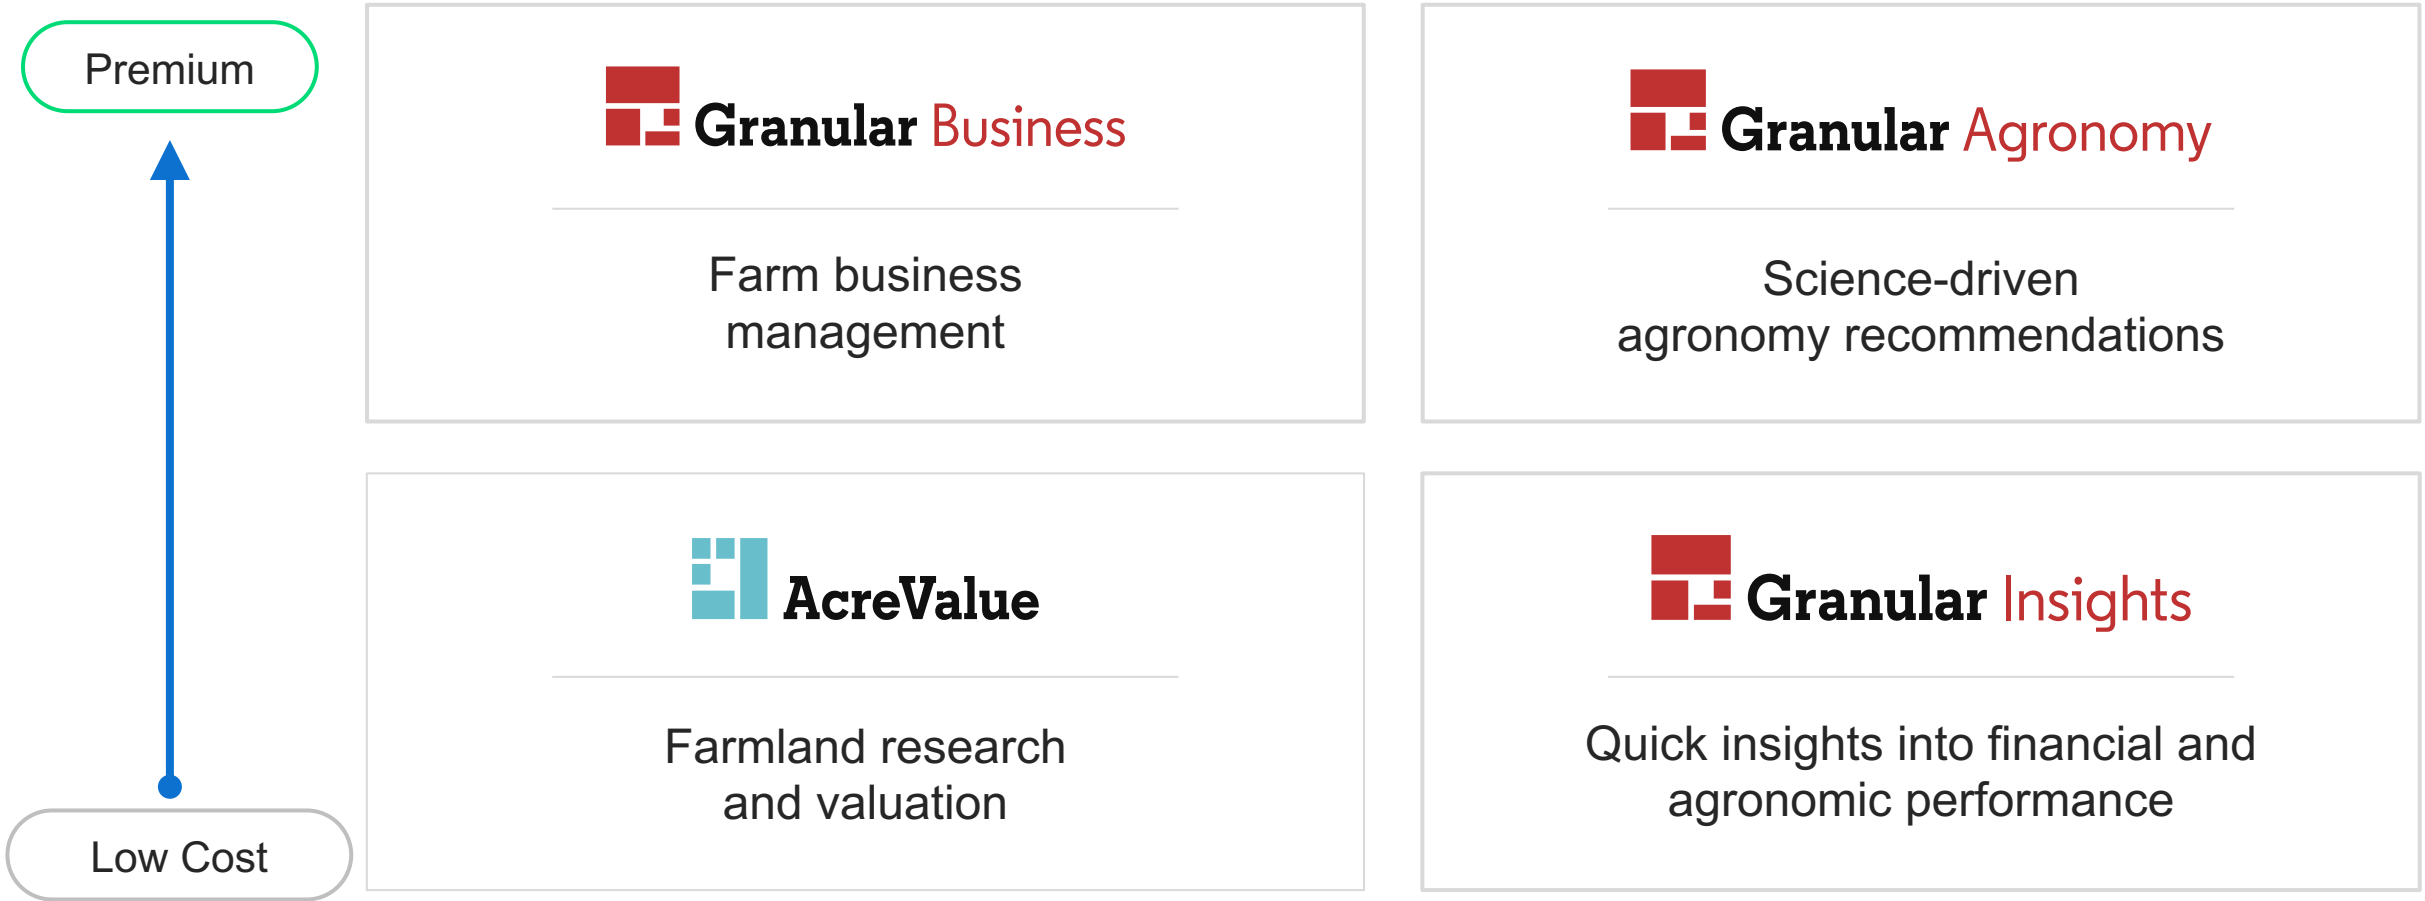 Premium
Granular Business
Farm business
management
Granular Agronomy
Science-driven
agronomy recommendations
AcreValue
Farmland research
and valuation
Granular Insights
Quick insights into financial and
agronomic performance
Low Cost